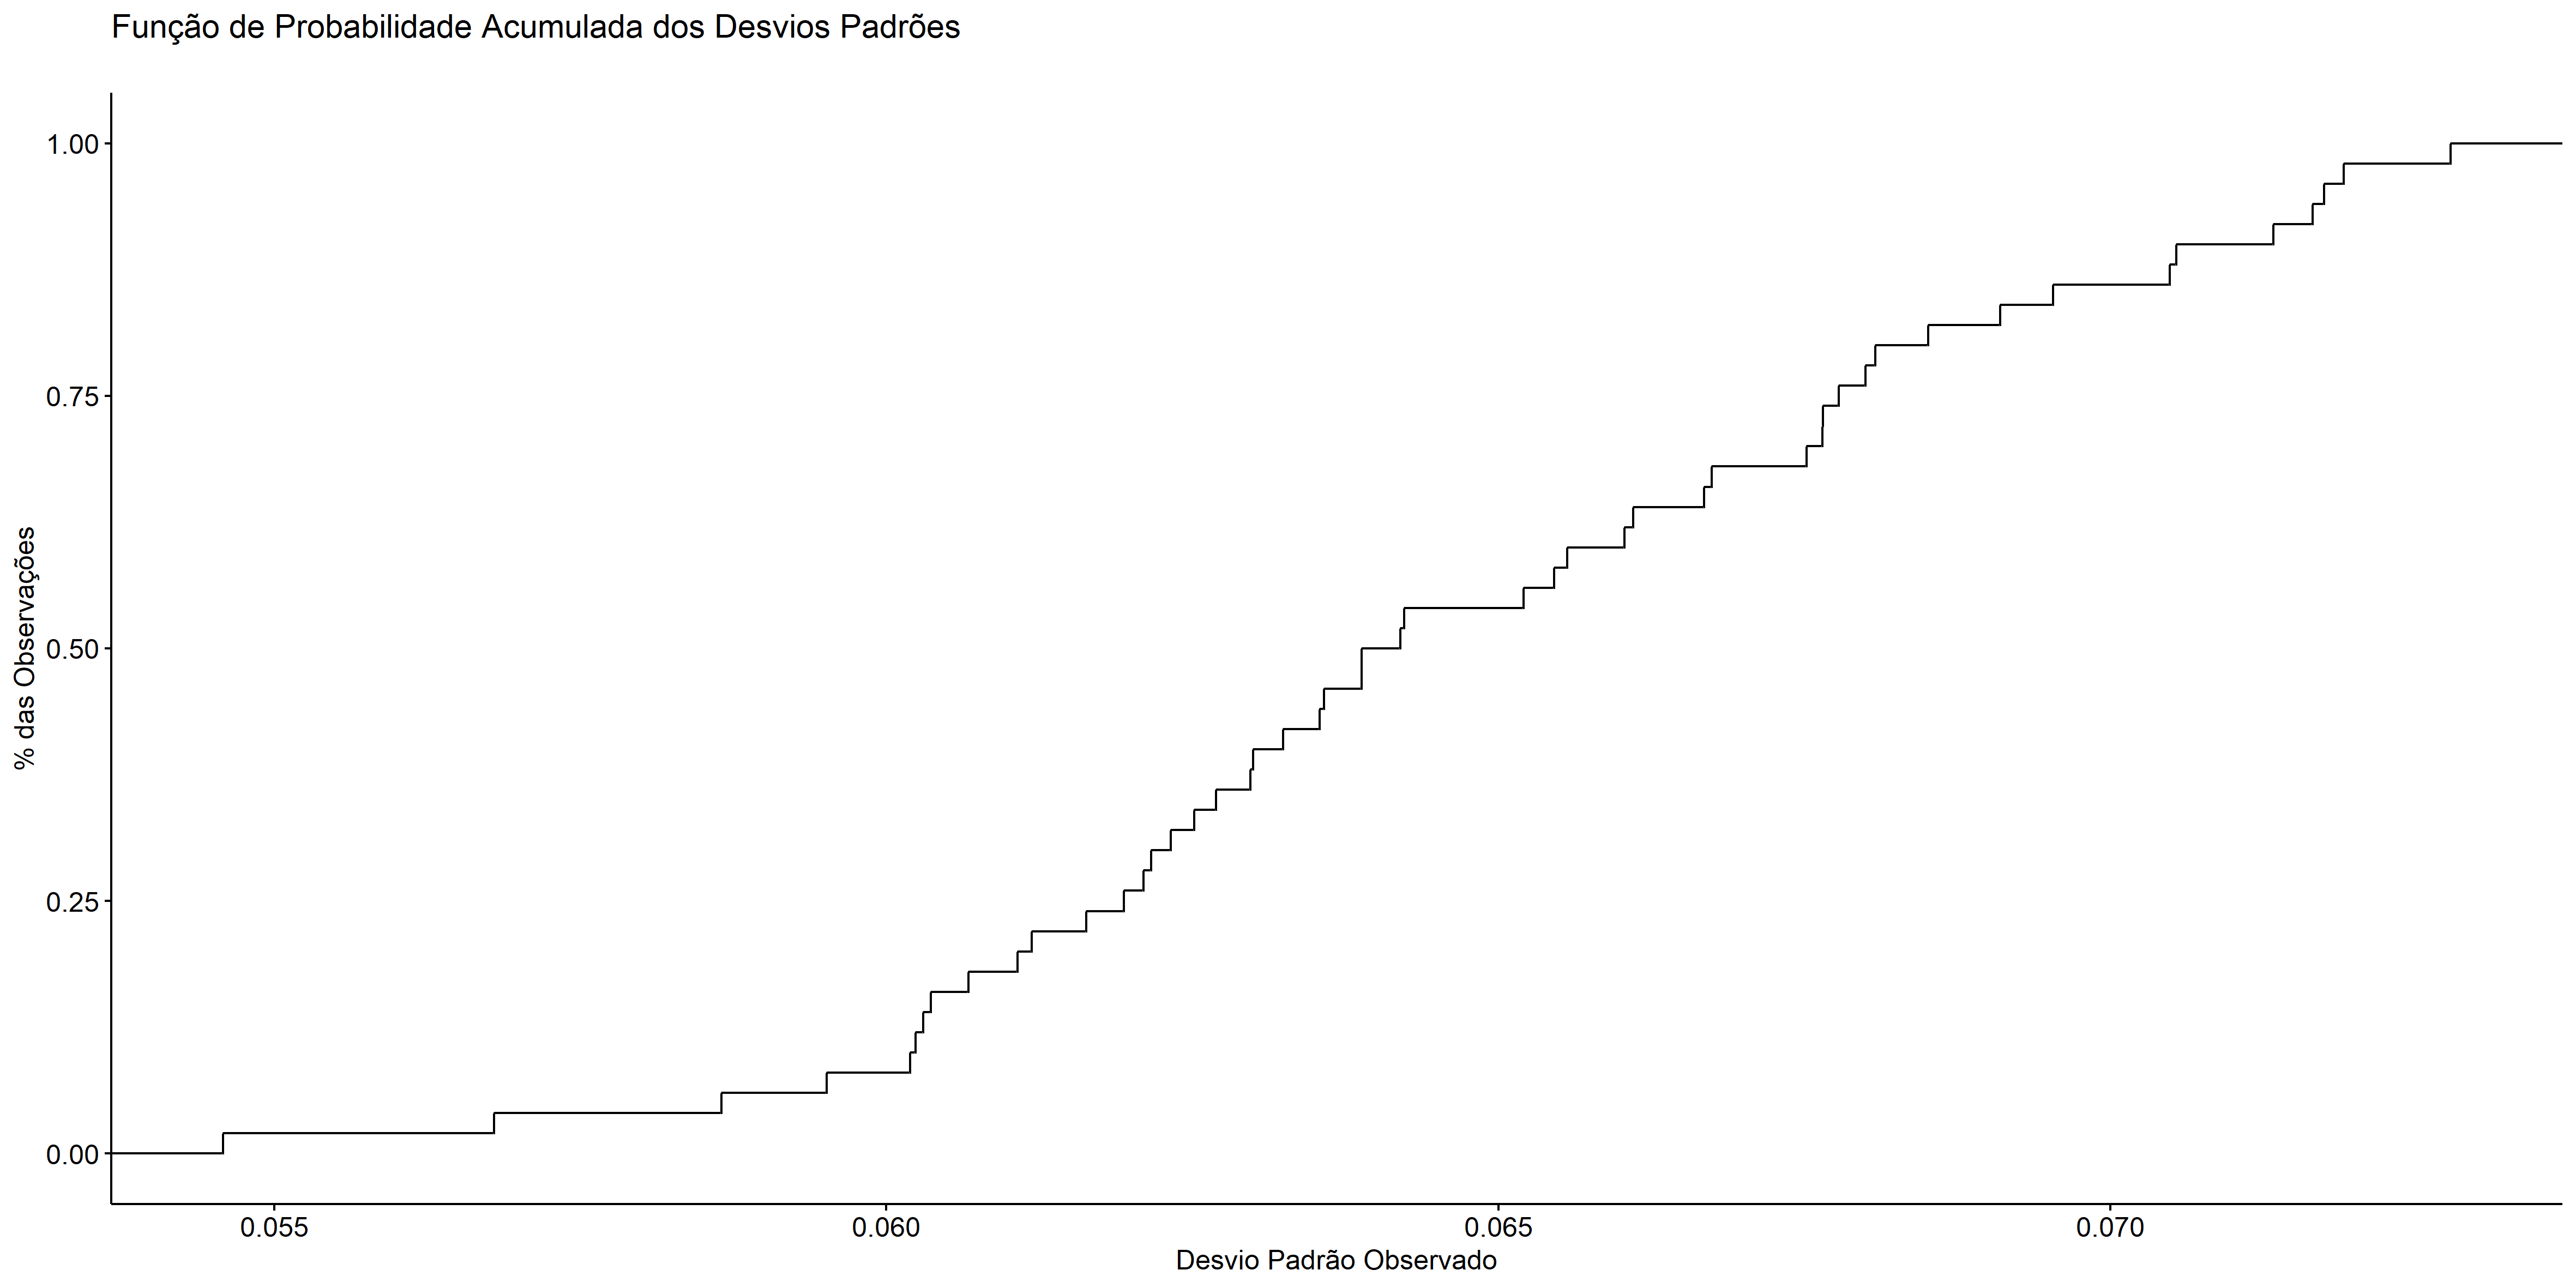 Função de Probabilidade Acumulada dos Desvios Padrões
1.00
0.75
0.50
0.25
0.00
% das Observações
0.055 0.060 0.065 0.070
Desvio Padrão Observado